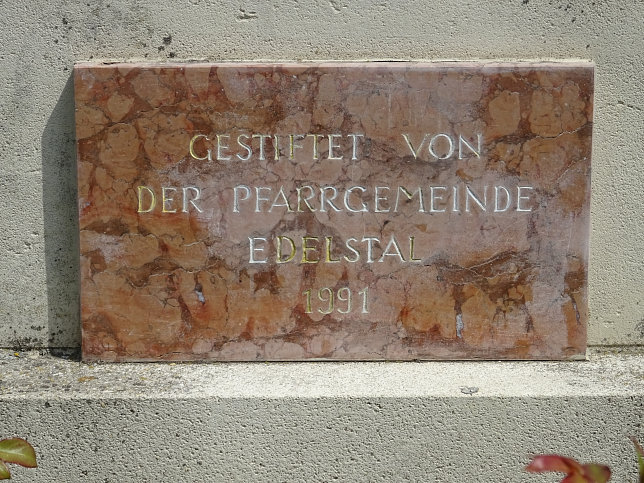 GESTIFTET VON
DER PFARRGEMEINDE
EDELSTAL
1991